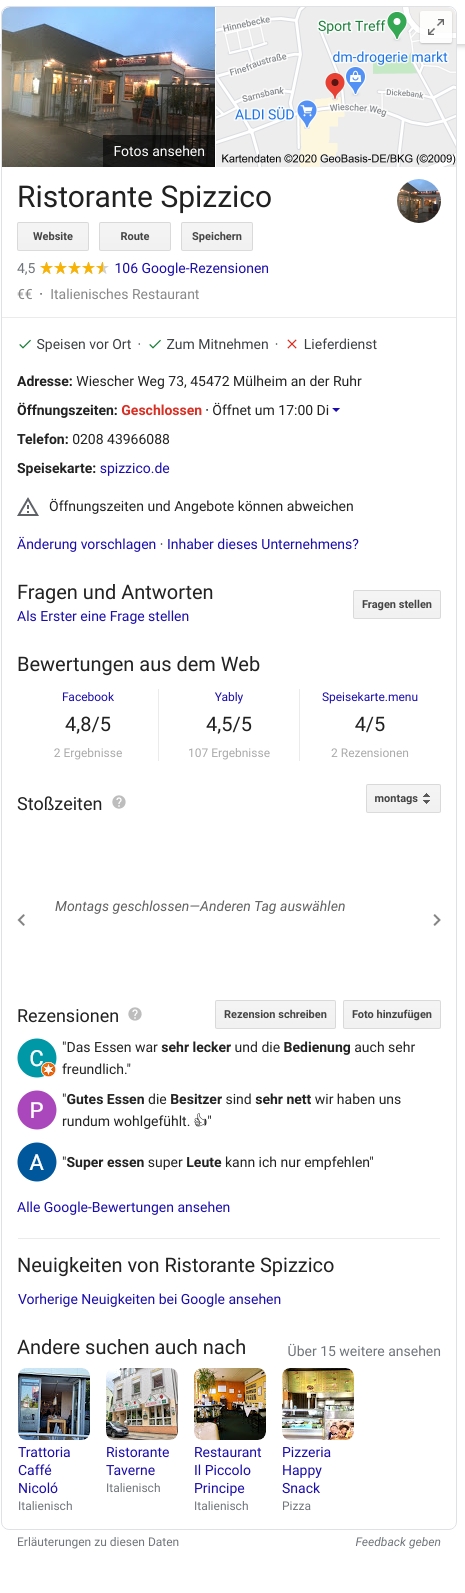 Hinnebecke
Sport Treff
Finefraustraße
dm-drogerie markt
Sarnsbank
Dickebank
ALDI SÜD
Wiescher Weg
Fotos ansehen
Kartendaten ©2020 GeoBasis-DE/BKG (©2009)
Ristorante Spizzico
Website Route Speichern
4,5 106 Google-Rezensionen
€€ · Italienisches Restaurant
Speisen vor Ort · Zum Mitnehmen · Lieferdienst
Adresse: Wiescher Weg 73, 45472 Mülheim an der Ruhr
Öffnungszeiten: Geschlossen · Öffnet um 17:00 Di
Telefon: 0208 43966088
Speisekarte: spizzico.de
Öffnungszeiten und Angebote können abweichen
Änderung vorschlagen · Inhaber dieses Unternehmens?
Fragen und Antworten
Als Erster eine Frage stellen
Fragen stellen
Bewertungen aus dem Web
Facebook Yably Speisekarte.menu
4,8/5 4,5/5 4/5
2 Ergebnisse 107 Ergebnisse 2 Rezensionen
Stoßzeiten ? montags
Montags geschlossen—Anderen Tag auswählen
Rezensionen ? Rezension schreiben Foto hinzufügen
C "Das Essen war sehr lecker und die Bedienung auch sehr
freundlich."
P "Gutes Essen die Besitzer sind sehr nett wir haben uns
rundum wohlgefühlt. 👍"
A "Super essen super Leute kann ich nur empfehlen"
Alle Google-Bewertungen ansehen
Neuigkeiten von Ristorante Spizzico
Vorherige Neuigkeiten bei Google ansehen
Andere suchen auch nach Über 15 weitere ansehen
Trattoria Ristorante Restaurant Pizzeria
Caffé Taverne Il Piccolo Happy
Nicoló Italienisch Principe Snack
Italienisch Italienisch Pizza
Erläuterungen zu diesen Daten Feedback geben